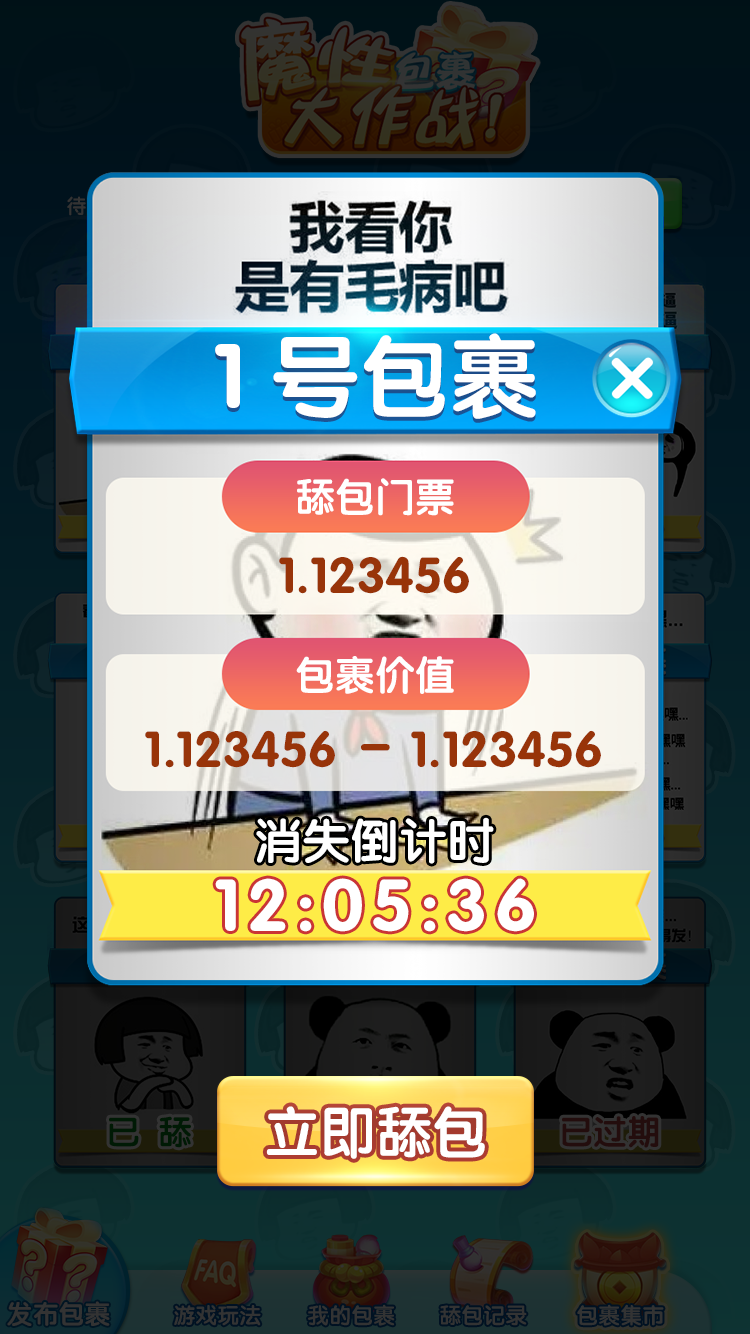 魔性包裹
大作战!
待
我看你
是有毛病吧
1号包裹
舔包门票
1.123456
包裹价值
1.123456 - 1.123456
消失倒计时
12:05:36
已舔
已过期
立即舔包
FAQ
发布包裹
游戏玩法
我的包裹
舔包记录
包裹集市